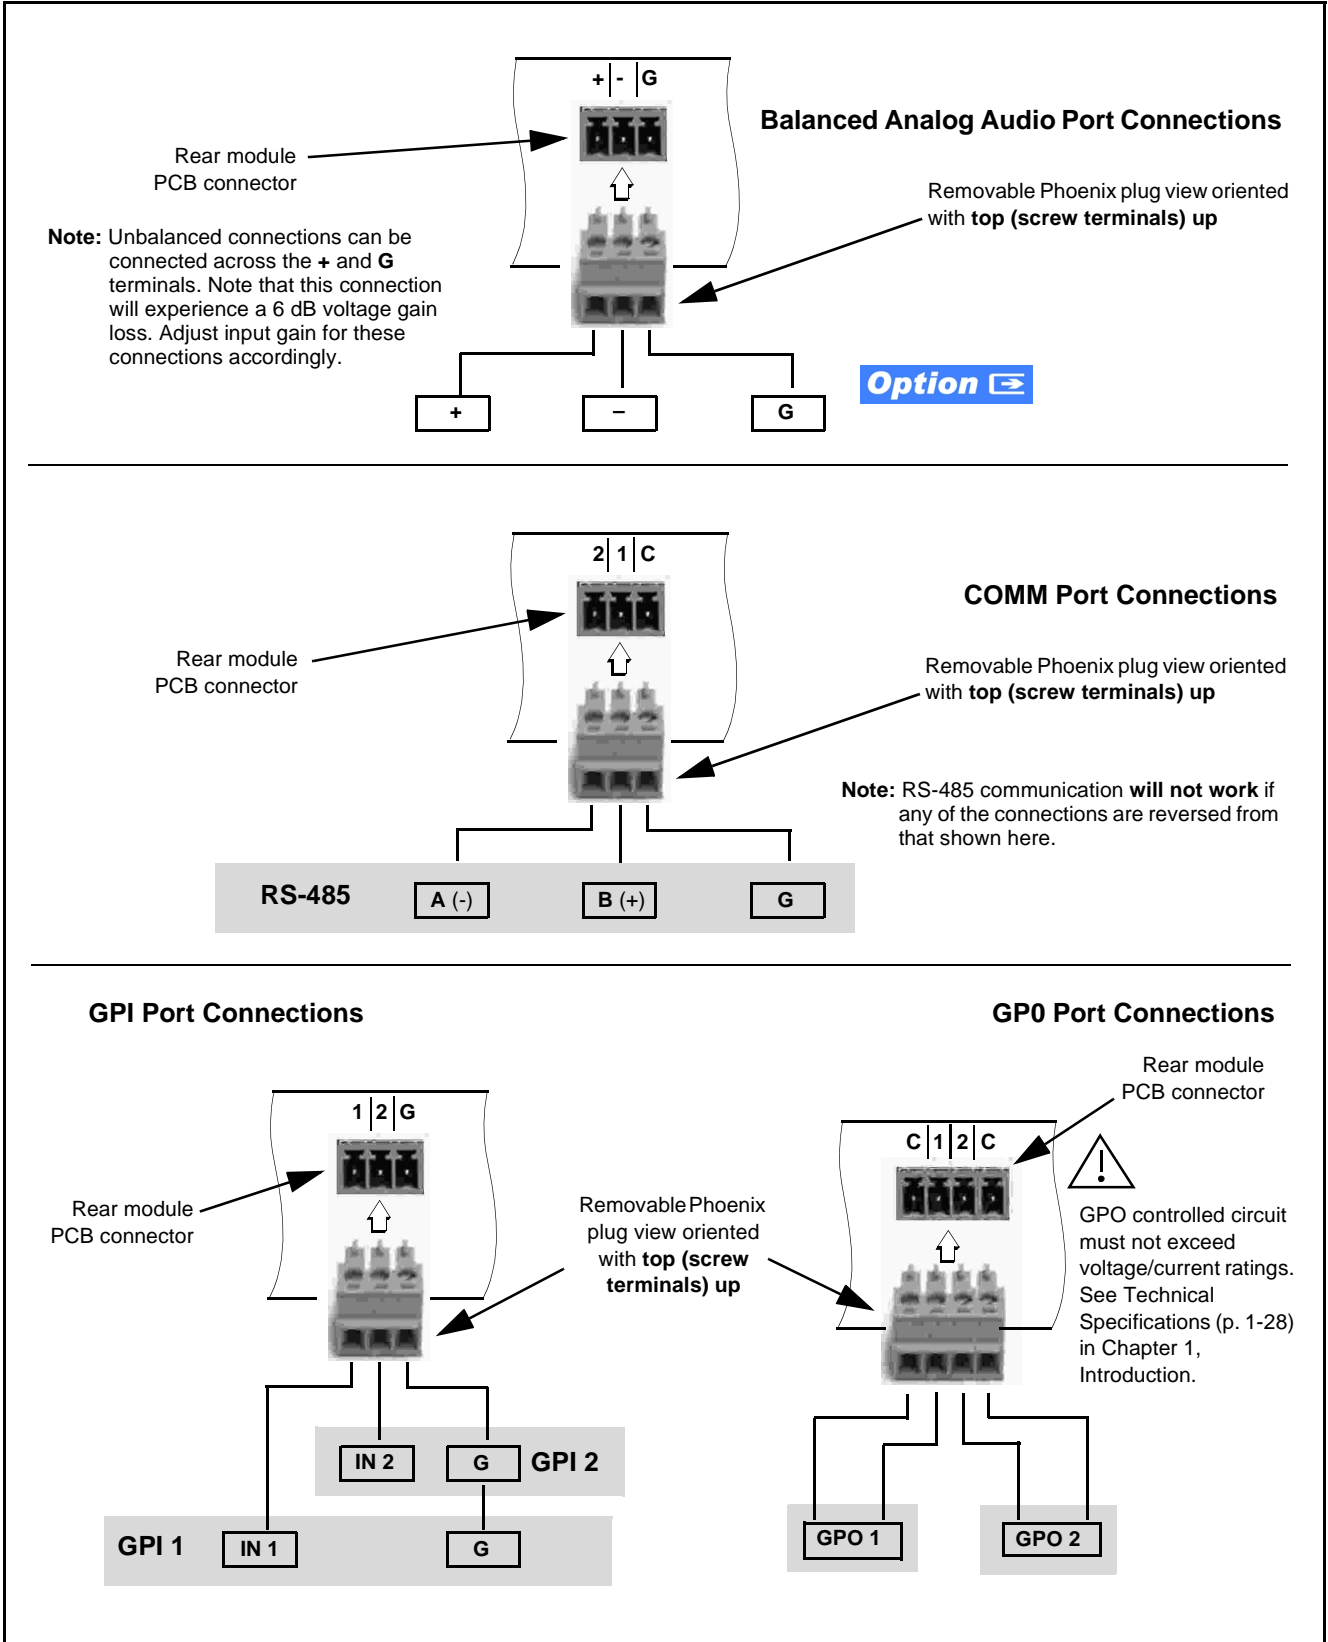 + - G
Balanced Analog Audio Port Connections
Rear module
PCB connector
Removable Phoenix plug view oriented
with top (screw terminals) up
Note: Unbalanced connections can be
connected across the + and G
terminals. Note that this connection
will experience a 6 dB voltage gain
loss. Adjust input gain for these
connections accordingly.
Option
+ – G
2 1 C
COMM Port Connections
Rear module
PCB connector
Removable Phoenix plug view oriented
with top (screw terminals) up
Note: RS-485 communication will not work if
any of the connections are reversed from
that shown here.
RS-485 A (-) B (+) G
GPI Port Connections
GP0 Port Connections
Rear module
PCB connector
1 2 G
C 1 2 C
Rear module
PCB connector
Removable Phoenix
plug view oriented
with top (screw
terminals) up
GPO controlled circuit
must not exceed
voltage/current ratings.
See Technical
Specifications (p. 1-28)
in Chapter 1,
Introduction.
IN 2 G GPI 2
GPI 1 IN 1 G
GPO 1
GPO 2